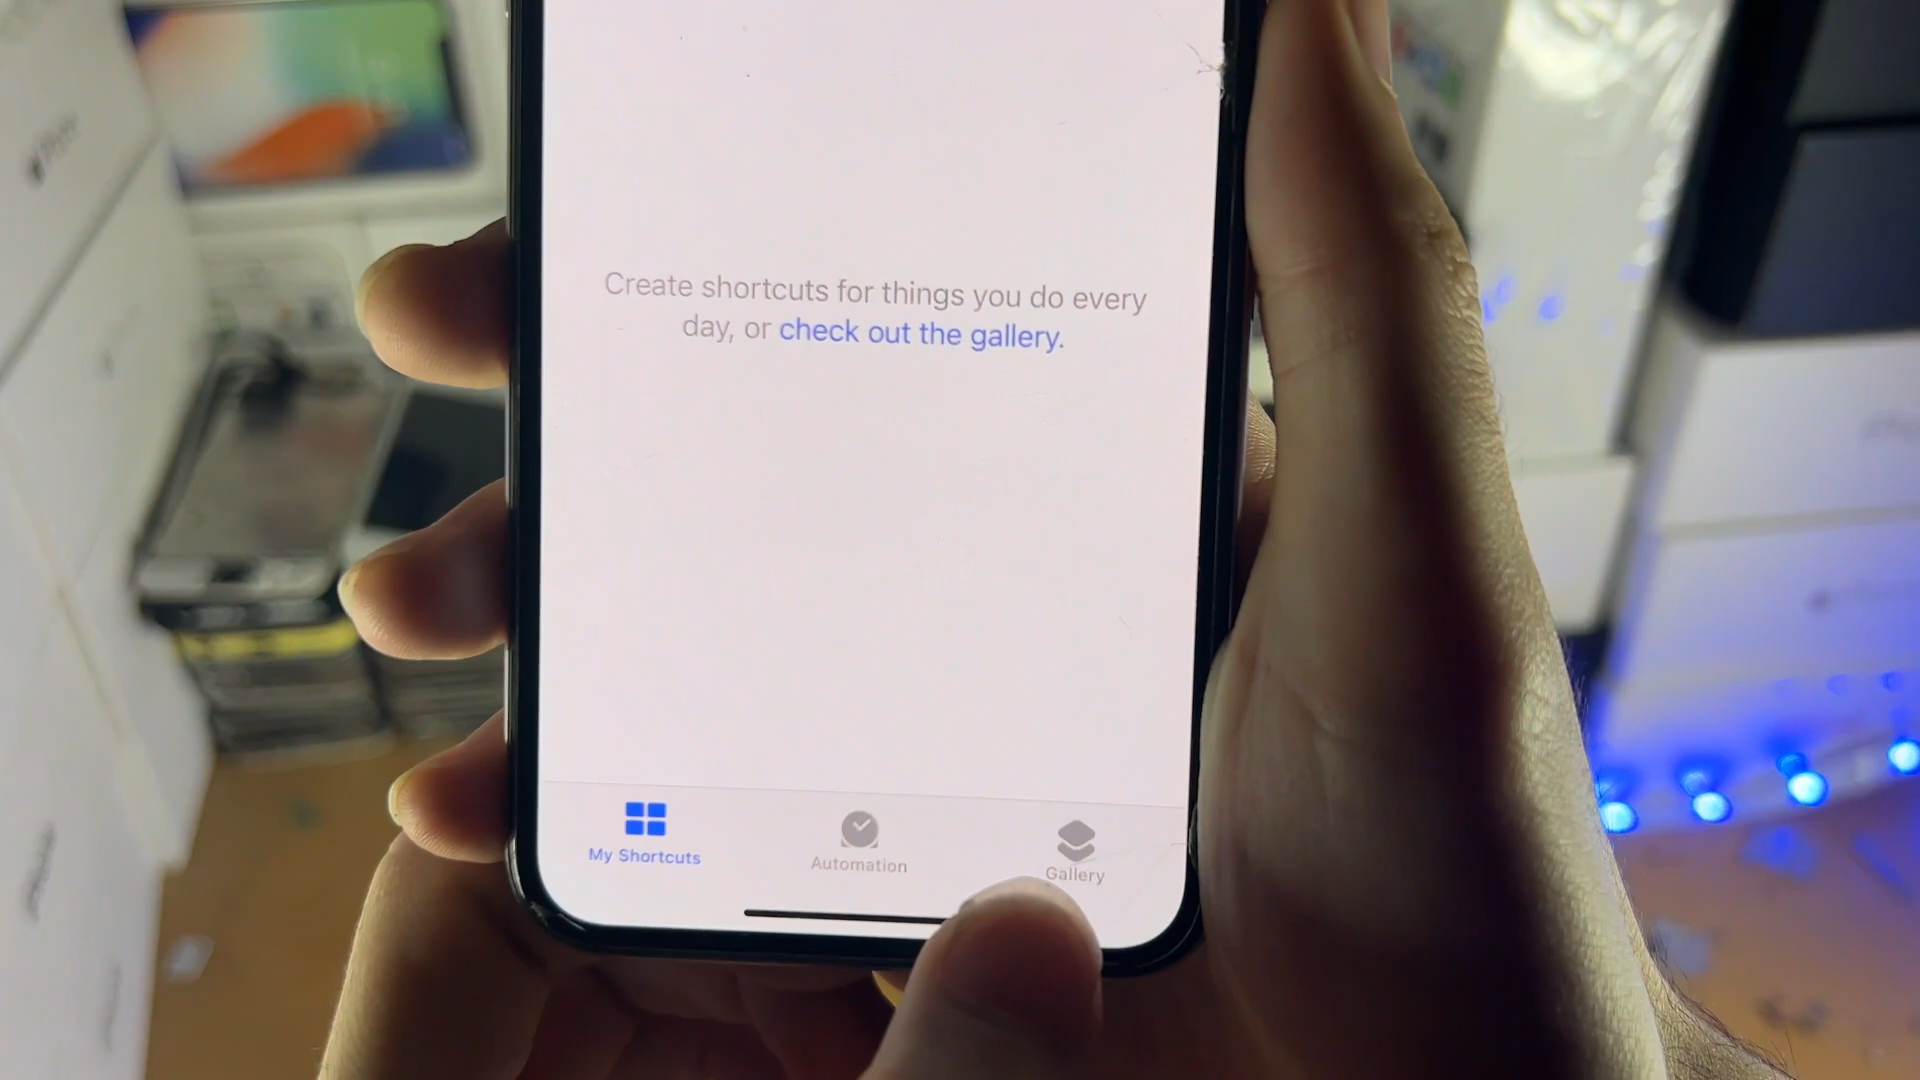 Create shortcuts for things you do every
day, or check out the gallery.
My Shortcuts
Automation
Gallery